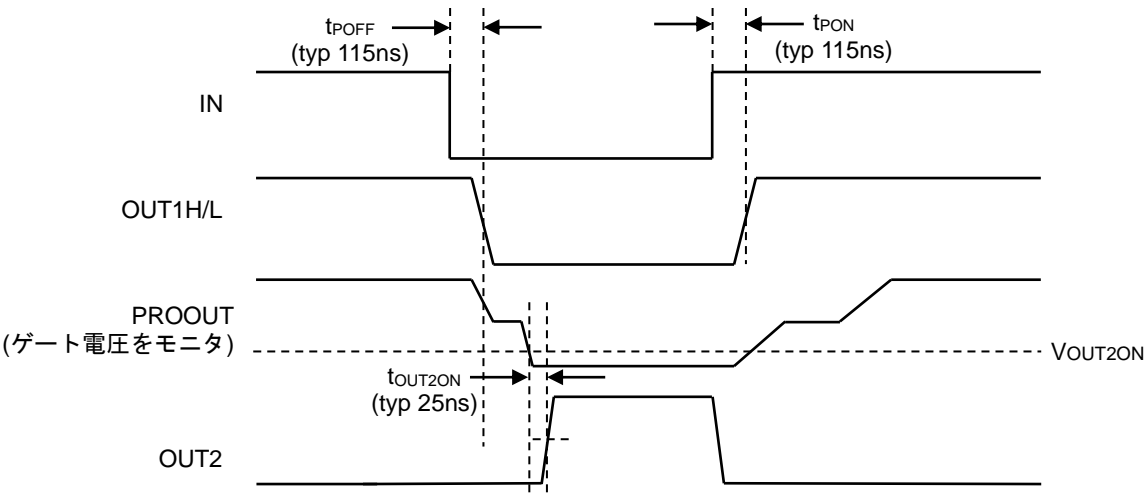 tPOFF
(typ 115ns)
tPON
(typ 115ns)
IN
OUT1H/L
PROOUT
(ゲート電圧をモニタ)
VOUT2ON
tOUT2ON
(typ 25ns)
OUT2